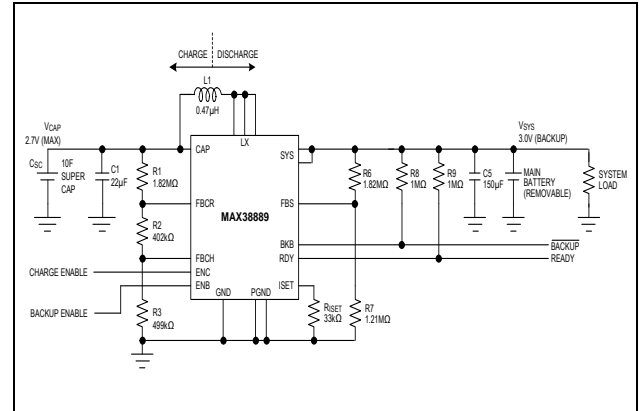 CHARGE DISCHARGE
L1
0.47µH
VCAP
2.7V (MAX)
VSYS
3.0V (BACKUP)
LX
CAP
SYS
CSC
10F
SUPER
CAP
C1
22µF
R1
1.82MΩ
R6
1.82MΩ
R8
1MΩ
R9
1MΩ
C5
150µF
MAIN
BATTERY
(REMOVABLE)
SYSTEM
LOAD
FBCR
FBS
MAX38889
R2
402kΩ
BKB
BACKUP
RDY
READY
FBCH
CHARGE ENABLE
ENC
ISET
ENB
BACKUP ENABLE
GND
PGND
R3
499kΩ
RISET
33kΩ
R7
1.21MΩ